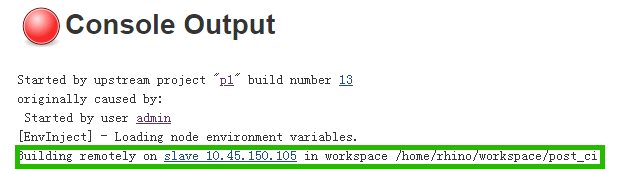 Console Output
Started by upstream project "p1" build number 13
originally caused by:
Started by user admin
[EnvInject] - Loading node environment variables.
Building remotely on slave 10.45.150.105 in workspace /home/rhino/workspace/post_ci